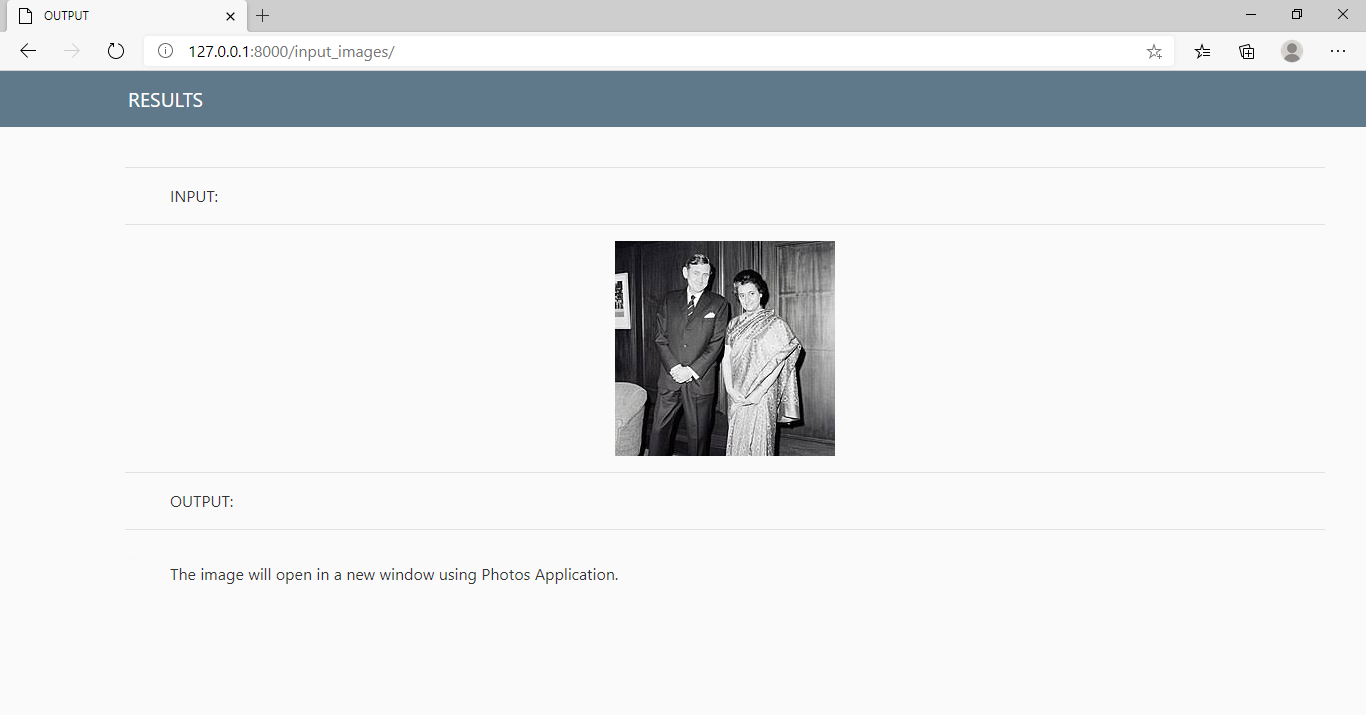 OUTPUT
127.0.0.1:8000/input_images/
RESULTS
INPUT:
OUTPUT:
The image will open in a new window using Photos Application.